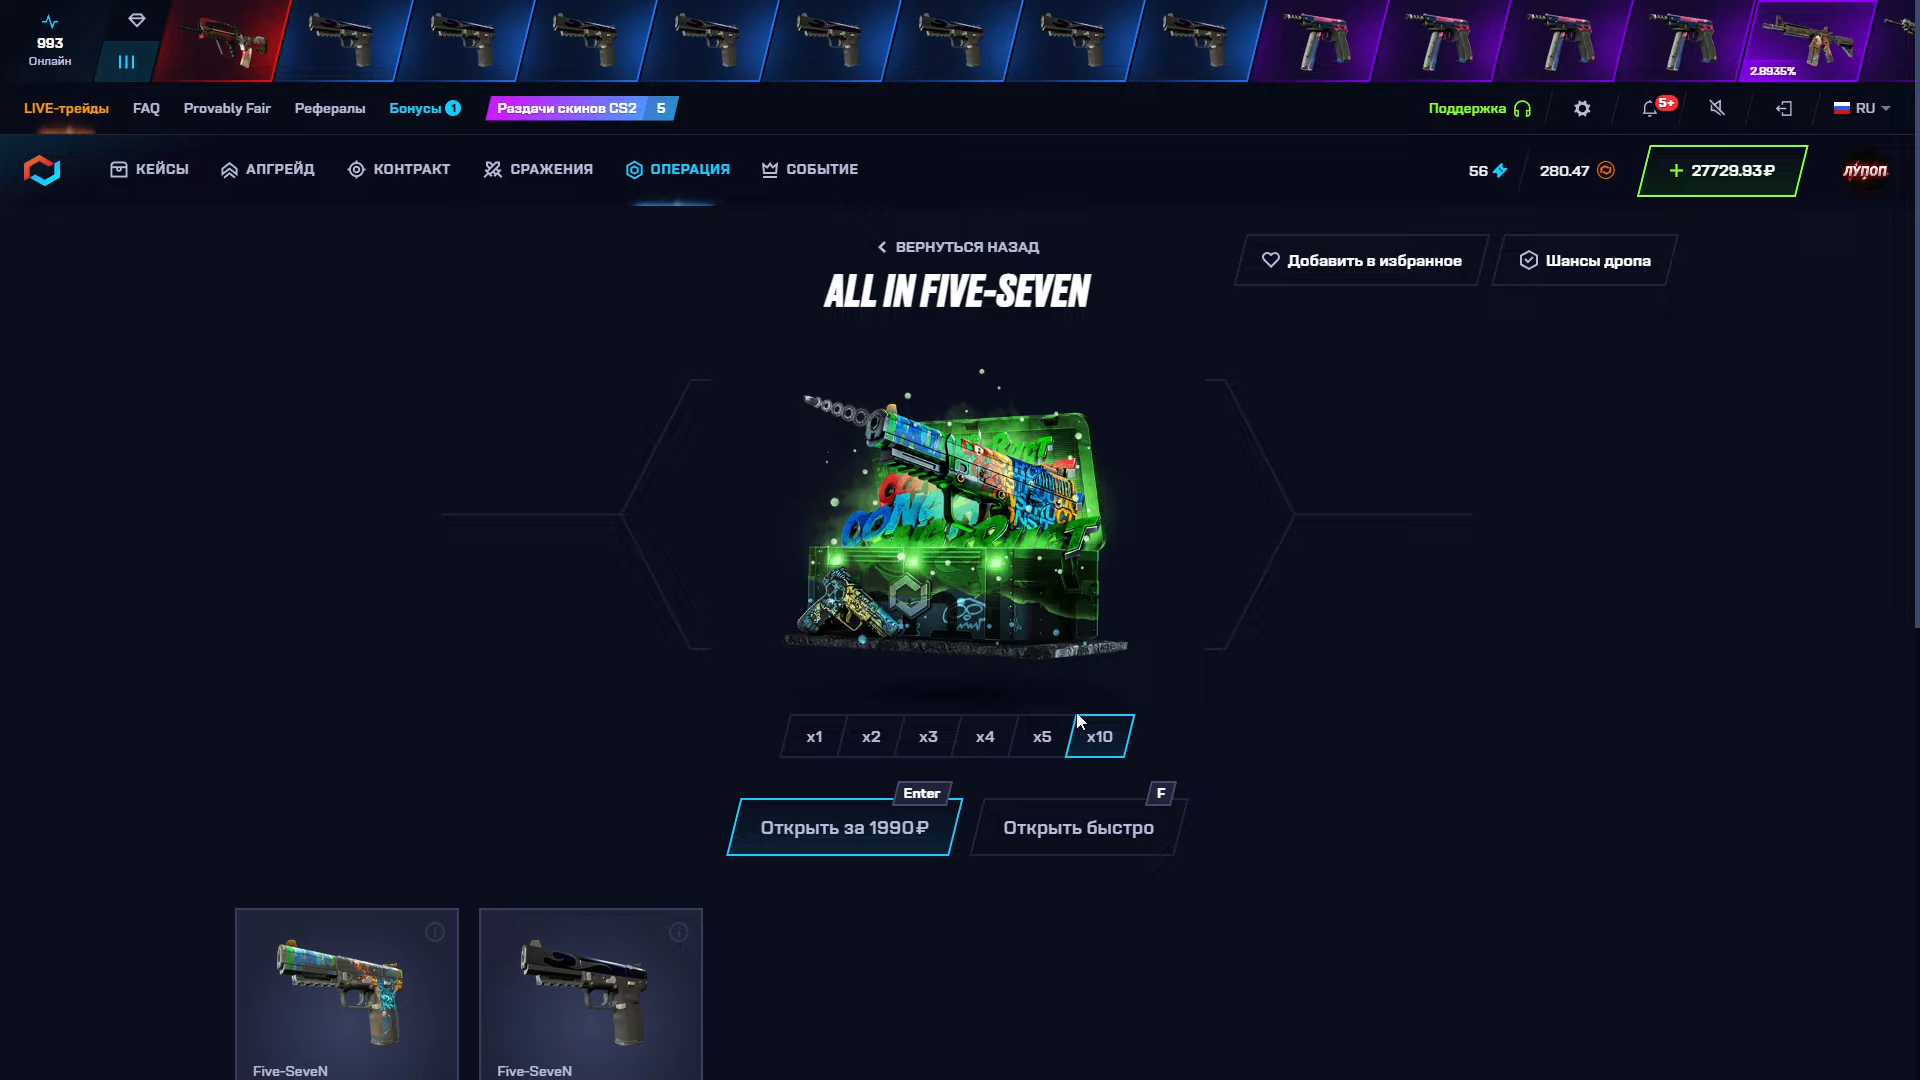 993
Онлайн
2.8935%
LIVE-трейды
FAQ
Provably Fair
Рефералы
Бонусы 1
Раздачи скинов CS2 5
Поддержка
5+
RU
КЕЙСЫ
АПГРЕЙД
КОНТРАКТ
СРАЖЕНИЯ
ОПЕРАЦИЯ
СОБЫТИЕ
56
280.47
+ 27729.93₽
ЛУПОП
ВЕРНУТЬСЯ НАЗАД
ALL IN FIVE-SEVEN
Добавить в избранное
Шансы дропа
x1
x2
x3
x4
x5
x10
Enter
F
Открыть за 1990₽
Открыть быстро
Five-SeveN
Five-SeveN